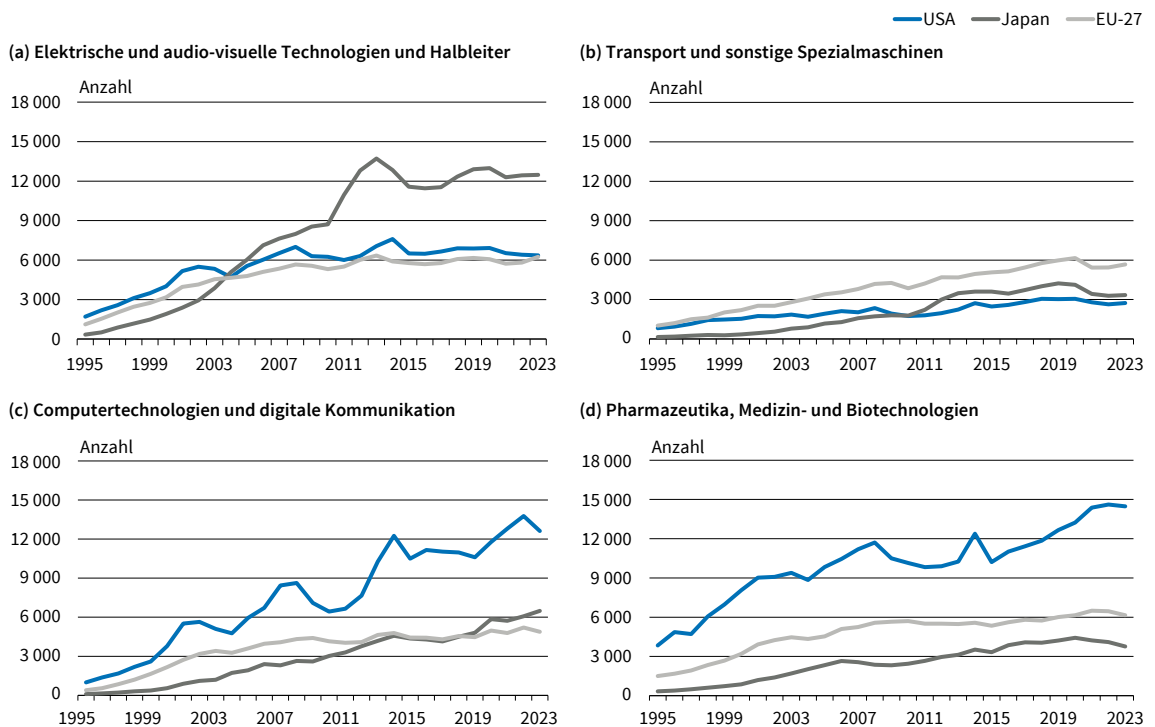 USA Japan EU-27
(a) Elektrische und audio-visuelle Technologien und Halbleiter
Anzahl
18 000
15 000
12 000
9 000
6 000
3 000
0
1995 1999 2003 2007 2011 2015 2019 2023
(b) Transport und sonstige Spezialmaschinen
Anzahl
18 000
15 000
12 000
9 000
6 000
3 000
0
1995 1999 2003 2007 2011 2015 2019 2023
(c) Computertechnologien und digitale Kommunikation
Anzahl
18 000
15 000
12 000
9 000
6 000
3 000
0
1995 1999 2003 2007 2011 2015 2019 2023
(d) Pharmazeutika, Medizin- und Biotechnologien
Anzahl
18 000
15 000
12 000
9 000
6 000
3 000
0
1995 1999 2003 2007 2011 2015 2019 2023